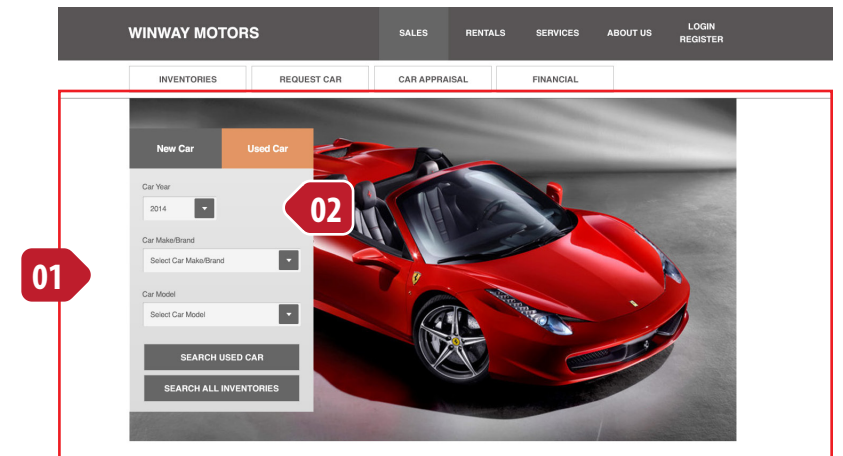 WINWAY MOTORS
SALES
RENTALS
SERVICES
ABOUT US
LOGIN
REGISTER
INVENTORIES
REQUEST CAR
CAR APPRAISAL
FINANCIAL
New Car
Used Car
Car Year
2014
02
Car Make/Brand
Select Car Make/Brand
01
Car Model
Select Car Model
SEARCH USED CAR
SEARCH ALL INVENTORIES